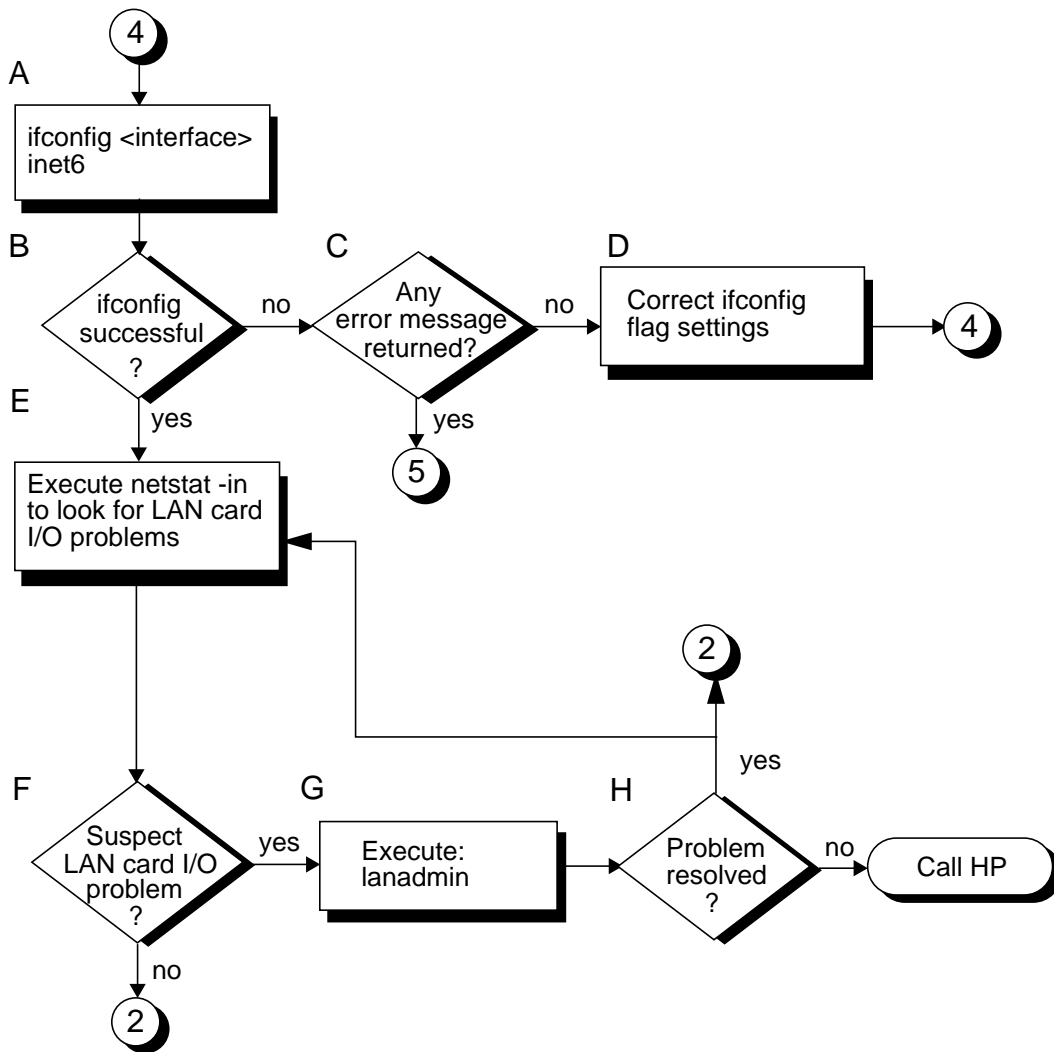 4
A
ifconfig <interface>
inet6
B
ifconfig
successful
?
no
C
Any
error message
returned?
no
D
Correct ifconfig
flag settings
4
yes
5
E
yes
Execute netstat -in
to look for LAN card
I/O problems
2
yes
F
Suspect
LAN card I/O
problem
?
yes
G
Execute:
lanadmin
H
Problem
resolved
?
no
Call HP
no
2